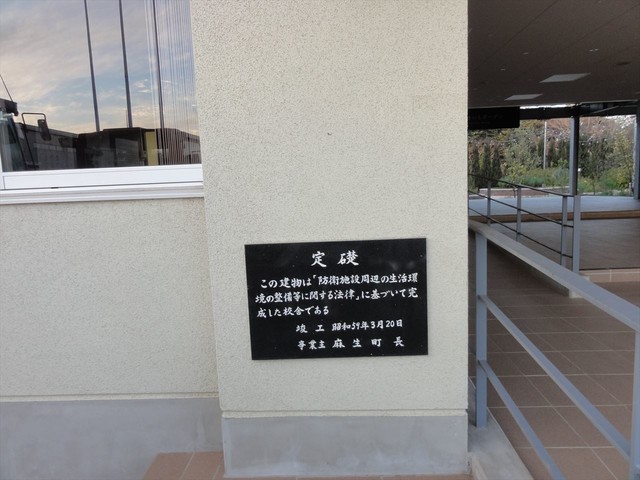 定礎
この建物は「防衛施設周辺の生活環
境の整備等に関する法律」に基づいて完
成した校舎である
竣工 昭和59年3月20日
事業主 麻生町長